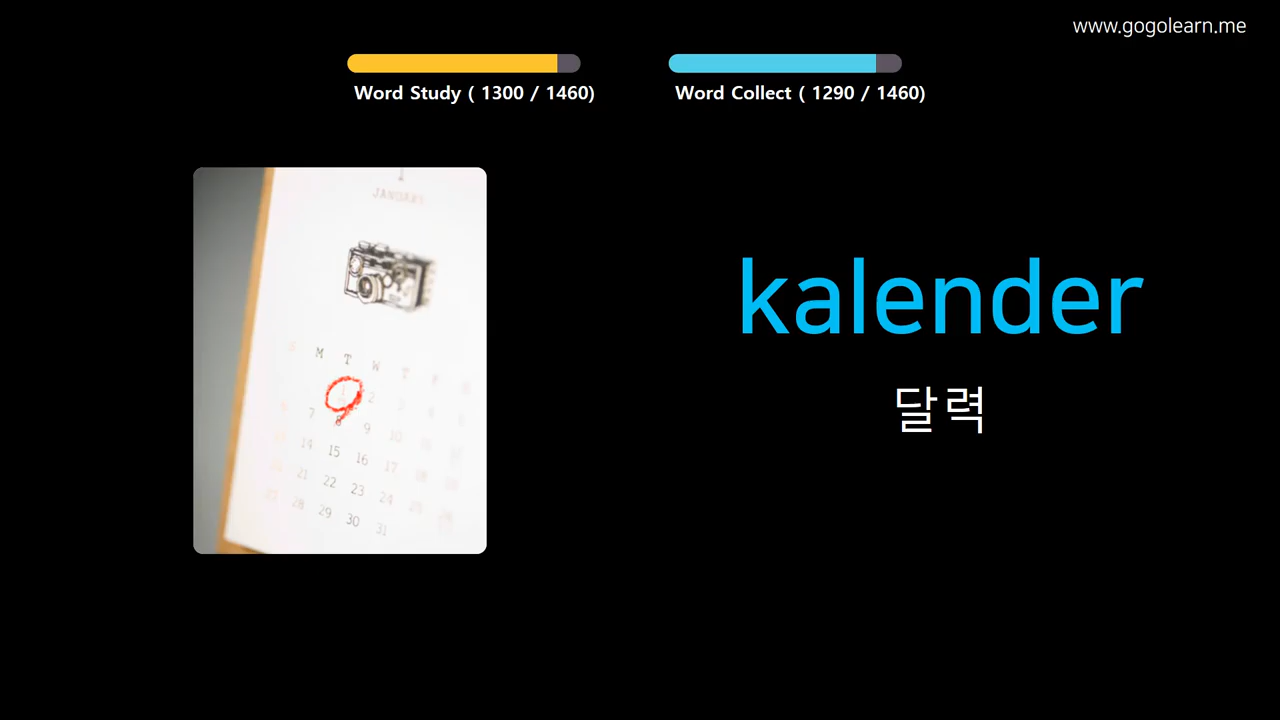 www.gogolearn.me
Word Study ( 1300 / 1460)
Word Collect ( 1290 / 1460)
JANUARY
kalender
달력
M T W T F
1 2
7 8 9 10
14 15 16 17
21 22 23 24
28 29 30 31